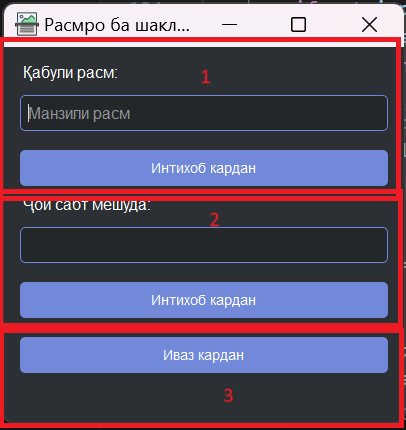 Расмро ба шакл...
Қабули расм:
1
Манзили расм
Интихоб кардан
Ҷои сабт мешуда:
2
Интихоб кардан
Иваз кардан
3